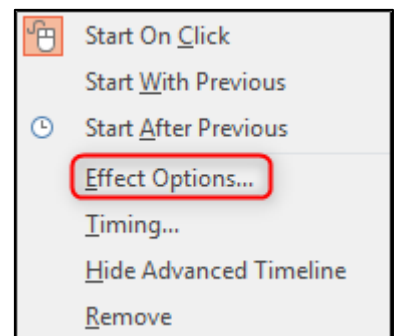 Start On Click
Start With Previous
Start After Previous
Effect Options...
Timing...
Hide Advanced Timeline
Remove